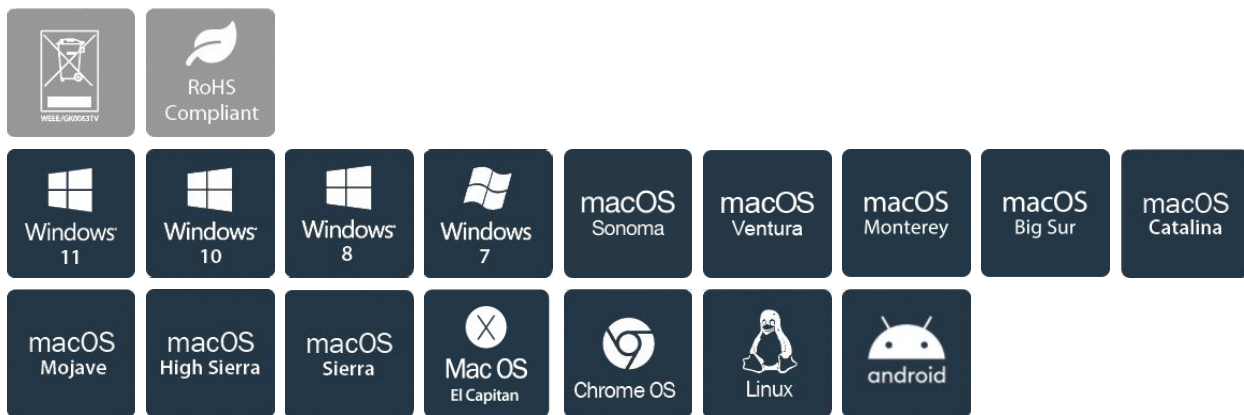 WEEE/GK0063TV
RoHS
Compliant
Windows
11
Windows
10
Windows
8
Windows
7
macOS
Sonoma
macOS
Ventura
macOS
Monterey
macOS
Big Sur
macOS
Catalina
macOS
Mojave
macOS
High Sierra
macOS
Sierra
X
Mac OS
El Capitan
Chrome OS
Linux
android